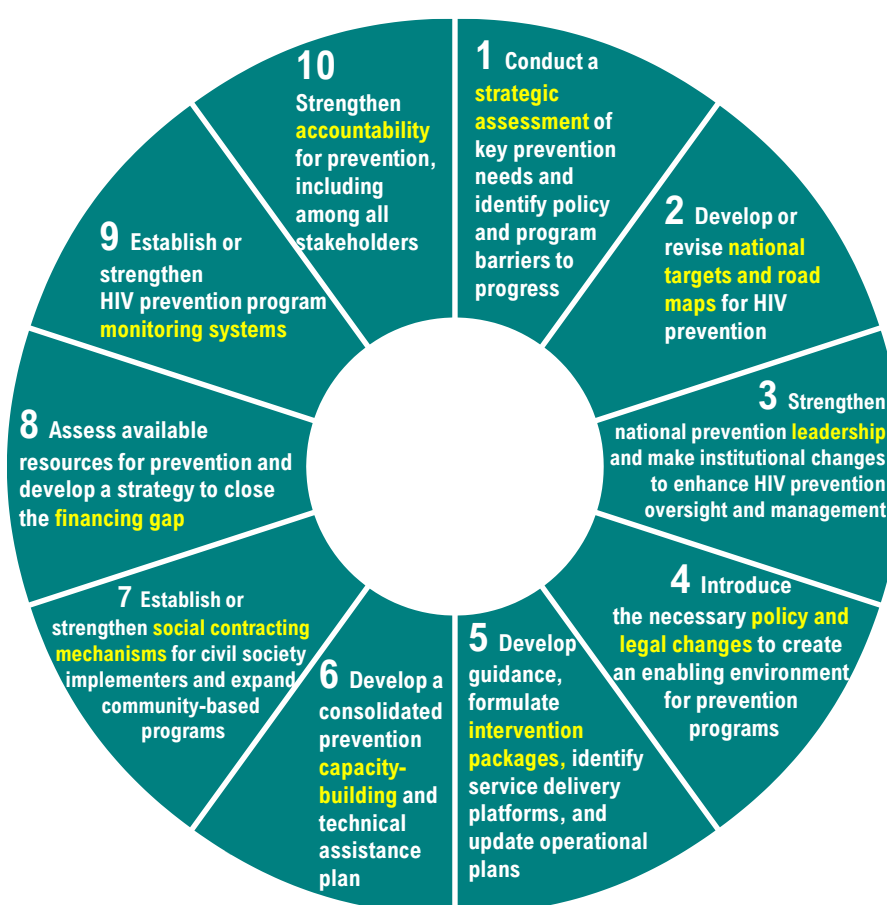 1 Conduct a
strategic
assessment of
key prevention
needs and
identify policy
and program
barriers to
progress
2 Develop or
revise national
targets and road
maps for HIV
prevention
3 Strengthen
national prevention leadership
and make institutional changes
to enhance HIV prevention
oversight and management
4 Introduce
the necessary policy and
legal changes to create
an enabling environment
for prevention
programs
5 Develop
guidance,
formulate
intervention
packages, identify
service delivery
platforms, and
update operational
plans
6 Develop a
consolidated
prevention
capacity-
building and
technical
assistance
plan
7 Establish or
strengthen social contracting
mechanisms for civil society
implementers and expand
community-based
programs
8 Assess available
resources for prevention and
develop a strategy to close
the financing gap
9 Establish or
strengthen
HIV prevention program
monitoring systems
10
Strengthen
accountability
for prevention,
including
among all
stakeholders